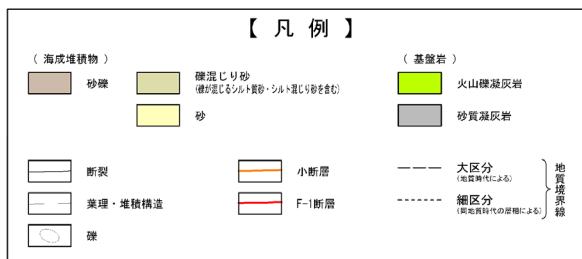 【 凡 例 】
( 海成堆積物 )
( 基盤岩 )
砂礫
礫混じり砂
(礫が混じるシルト質砂・シルト混じり砂を含む)
火山礫凝灰岩
砂
砂質凝灰岩
断裂
小断層
大区分
(地質時代による)
葉理・堆積構造
F-1断層
細区分
(同地質時代の層相による)
地質境界線
礫